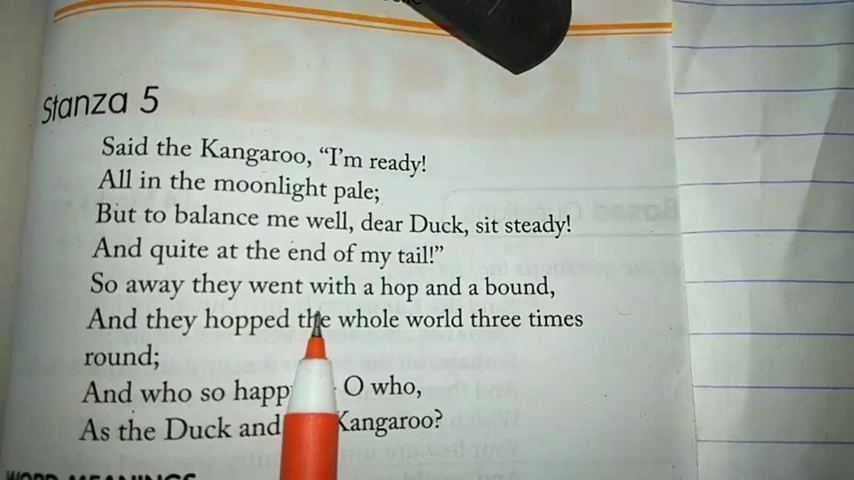 Stanza 5
Said the Kangaroo, “I’m ready!
All in the moonlight pale;
But to balance me well, dear Duck, sit steady!
And quite at the end of my tail!”
So away they went with a hop and a bound,
And they hopped the whole world three times
round;
And who so happ O who,
As the Duck and Kangaroo?
WORD MEANINGS